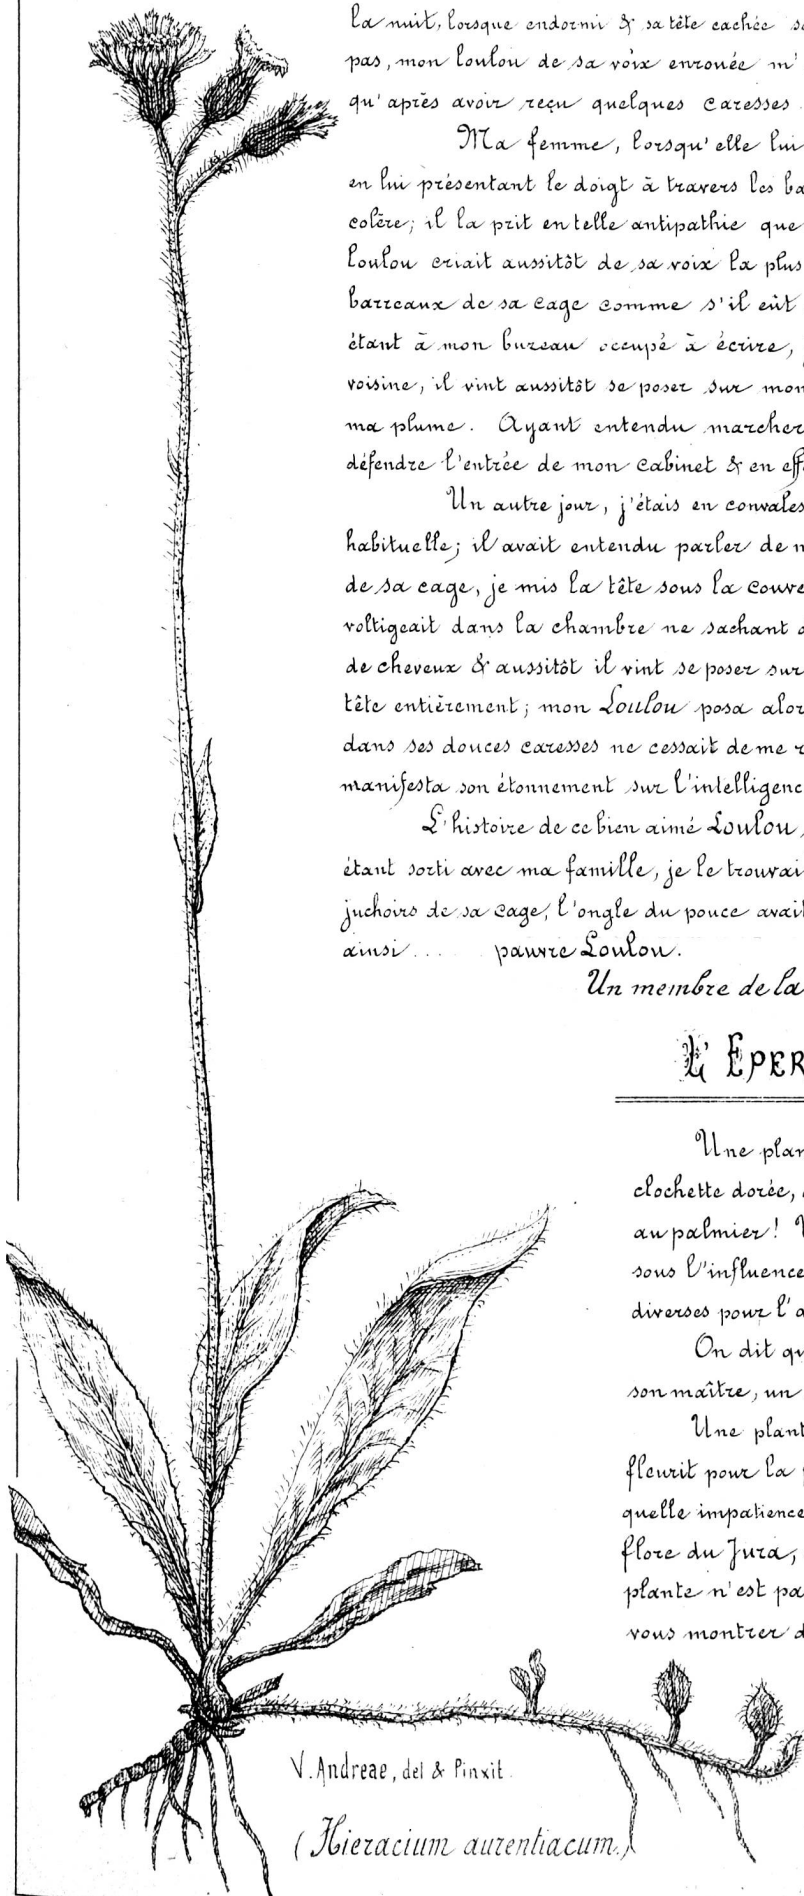 la nuit, lorsque endormi & sa tête cachée
pas, mon loulou de sa voix enrouée m'
qu'après avoir reçu quelques caresses
Ma femme, lorsqu'elle lui
en lui présentant le doigt à travers les ba
colère; il la prit en telle antipathie que
loulou criait aussitôt de sa voix la plus
barreaux de sa cage comme s'il eût
étant à mon bureau occupé à écrire,
voisine, il vint aussitôt se poser sur mon
ma plume. Ayant entendu marcher
défendre l'entrée de mon cabinet & en eff
Un autre jour, j'étais en convales
habituelle; il avait entendu parler de m
de sa cage, je mis la tête sous la couve
voltigeait dans la chambre ne sachant
de cheveux & aussitôt il vint se poser sur
tête entièrement; mon Loulou posa alor
dans ses douces caresses ne cessait de me
manifesta son étonnement sur l'intelligenc
L'histoire de ce bien aimé Loulou,
étant sorti avec ma famille, je le trouvai
juchoirs de sa cage, l'ongle du pouce avait
ainsi .... pauvre Loulou.
Un membre de la
L'EPER
Une plan
clochette dorée,
au palmier!
sous l'influence
diverses pour l'a
On dit qu
son maître, un
Une plant
fleurit pour la
quelle impatience
flore du Jura,
plante n'est pa
vous montrer d
V. Andreae, del & Pinxit.
(Hieracium aurentiacum.)